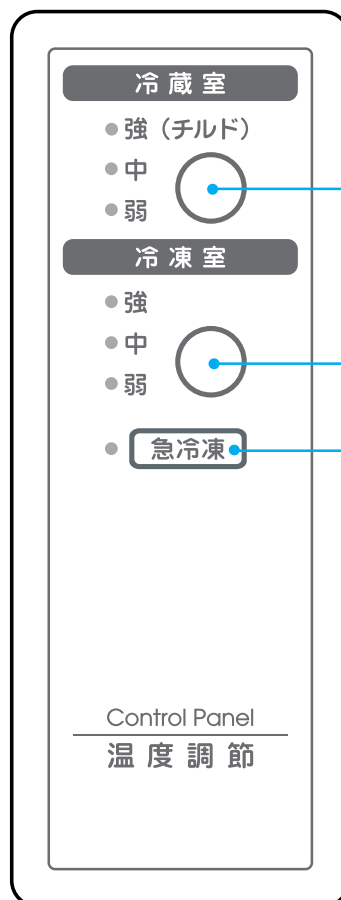 冷蔵室
強（チルド）
中
弱
冷凍室
強
中
弱
急冷凍
Control Panel
温度調節